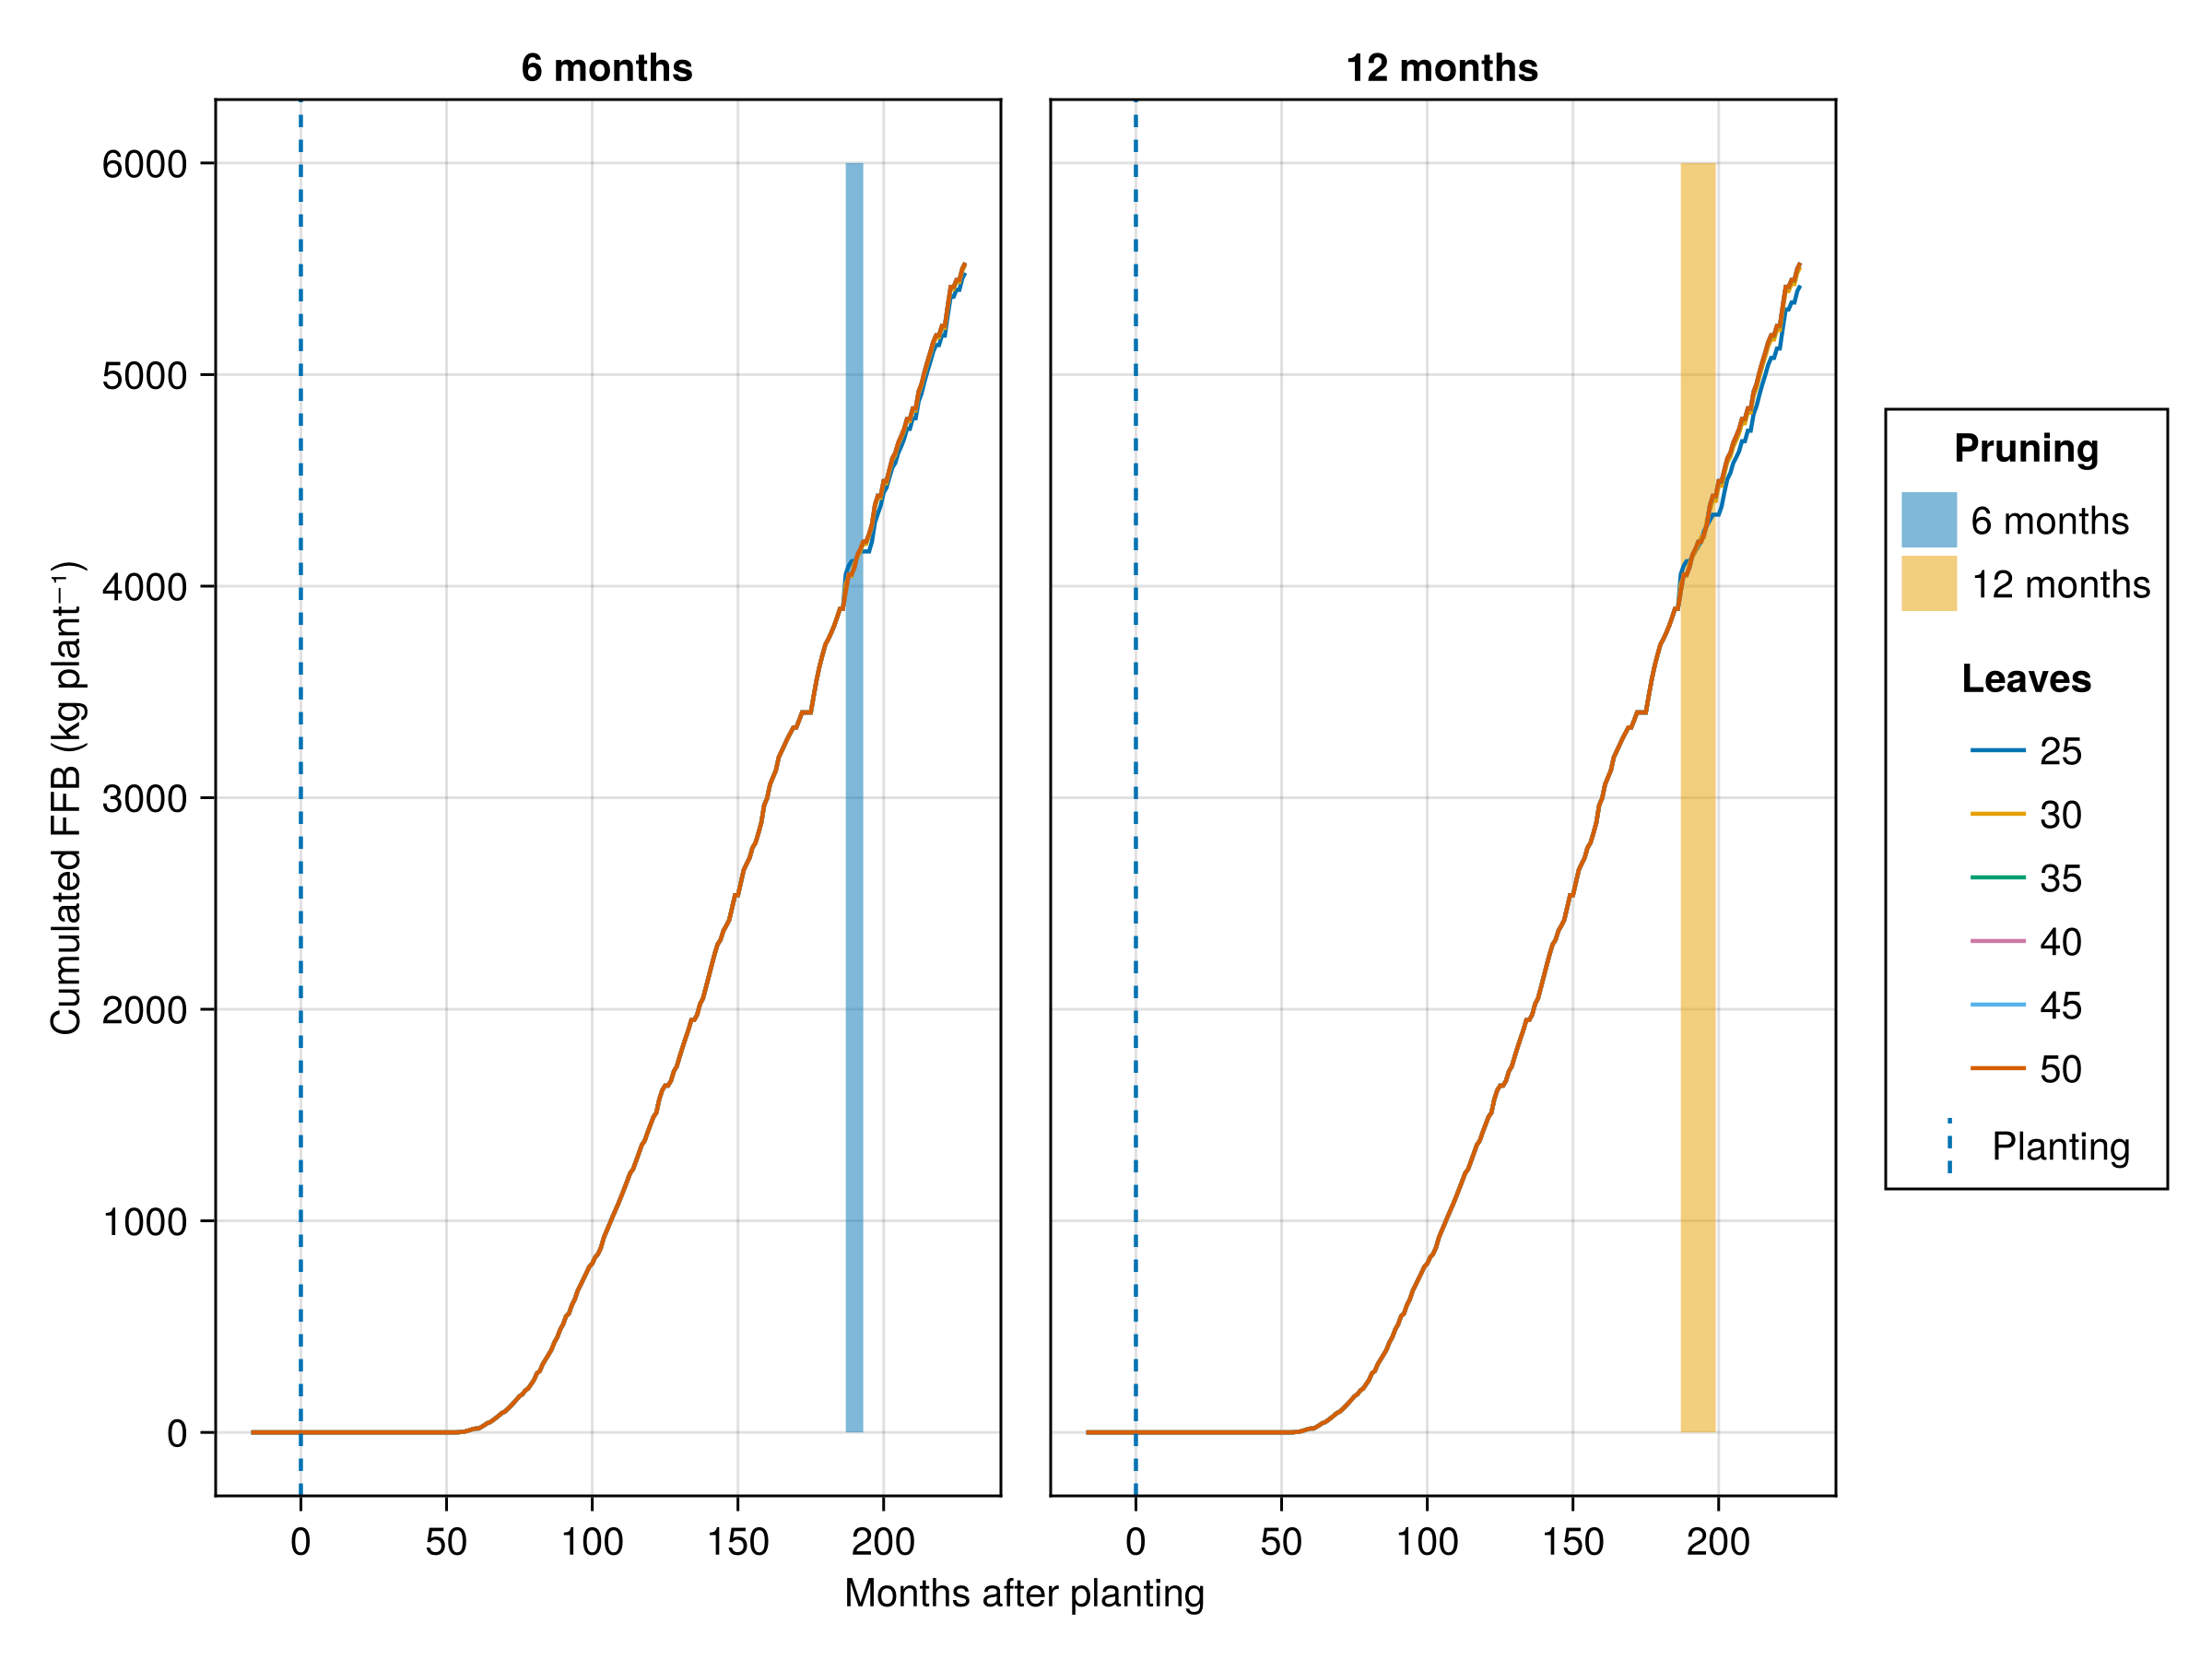 6 months
12 months
Cumulated FFB (kg plant⁻¹)
6000
5000
4000
3000
2000
1000
0
0 50 100 150 200
0 50 100 150 200
Months after planting
Pruning
6 months
12 months
Leaves
25
30
35
40
45
50
Planting